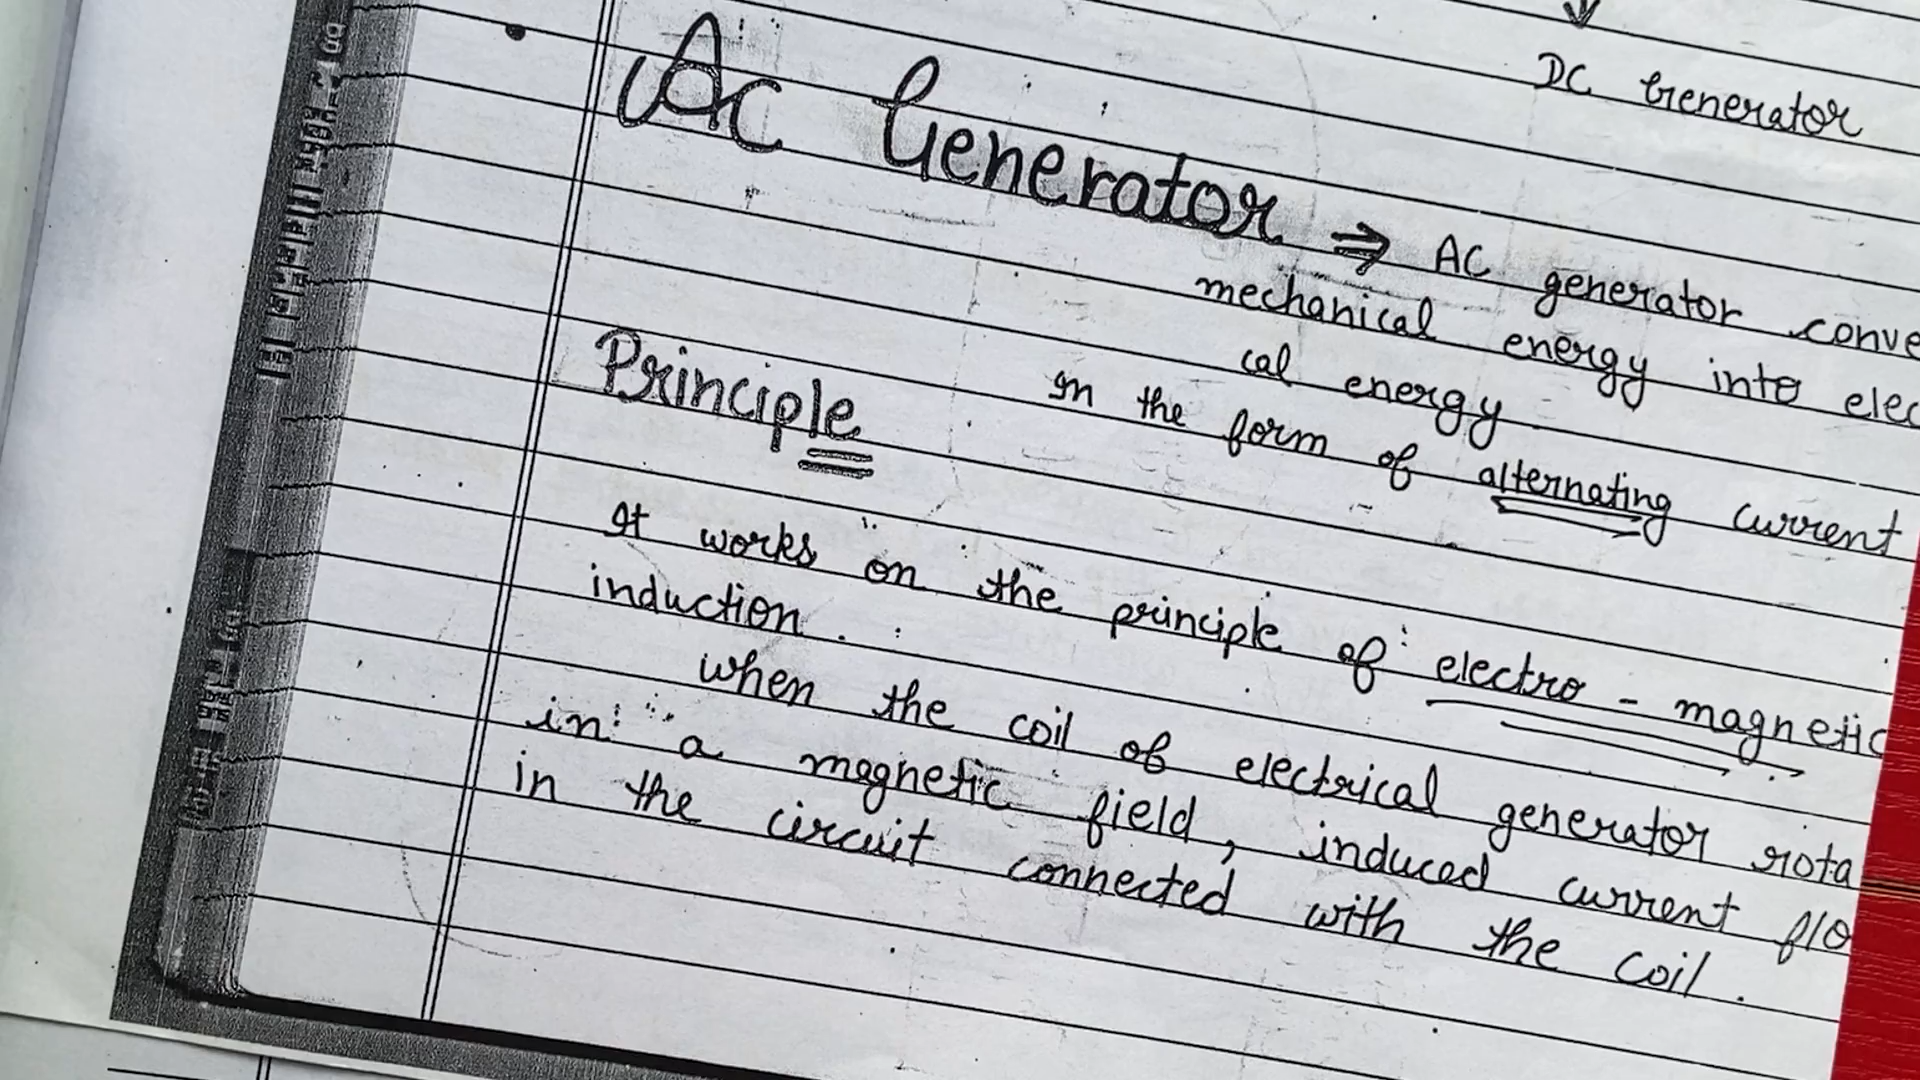 DC Generator
AC Generator ⇒ AC generator conve
mechanical energy into elec
cal energy
In the form of alternating current
Principle
It works on the principle of electro - magnetic
induction.
when the coil of electrical generator rota
in a magnetic field, induced current flo
in the circuit connected with the coil.